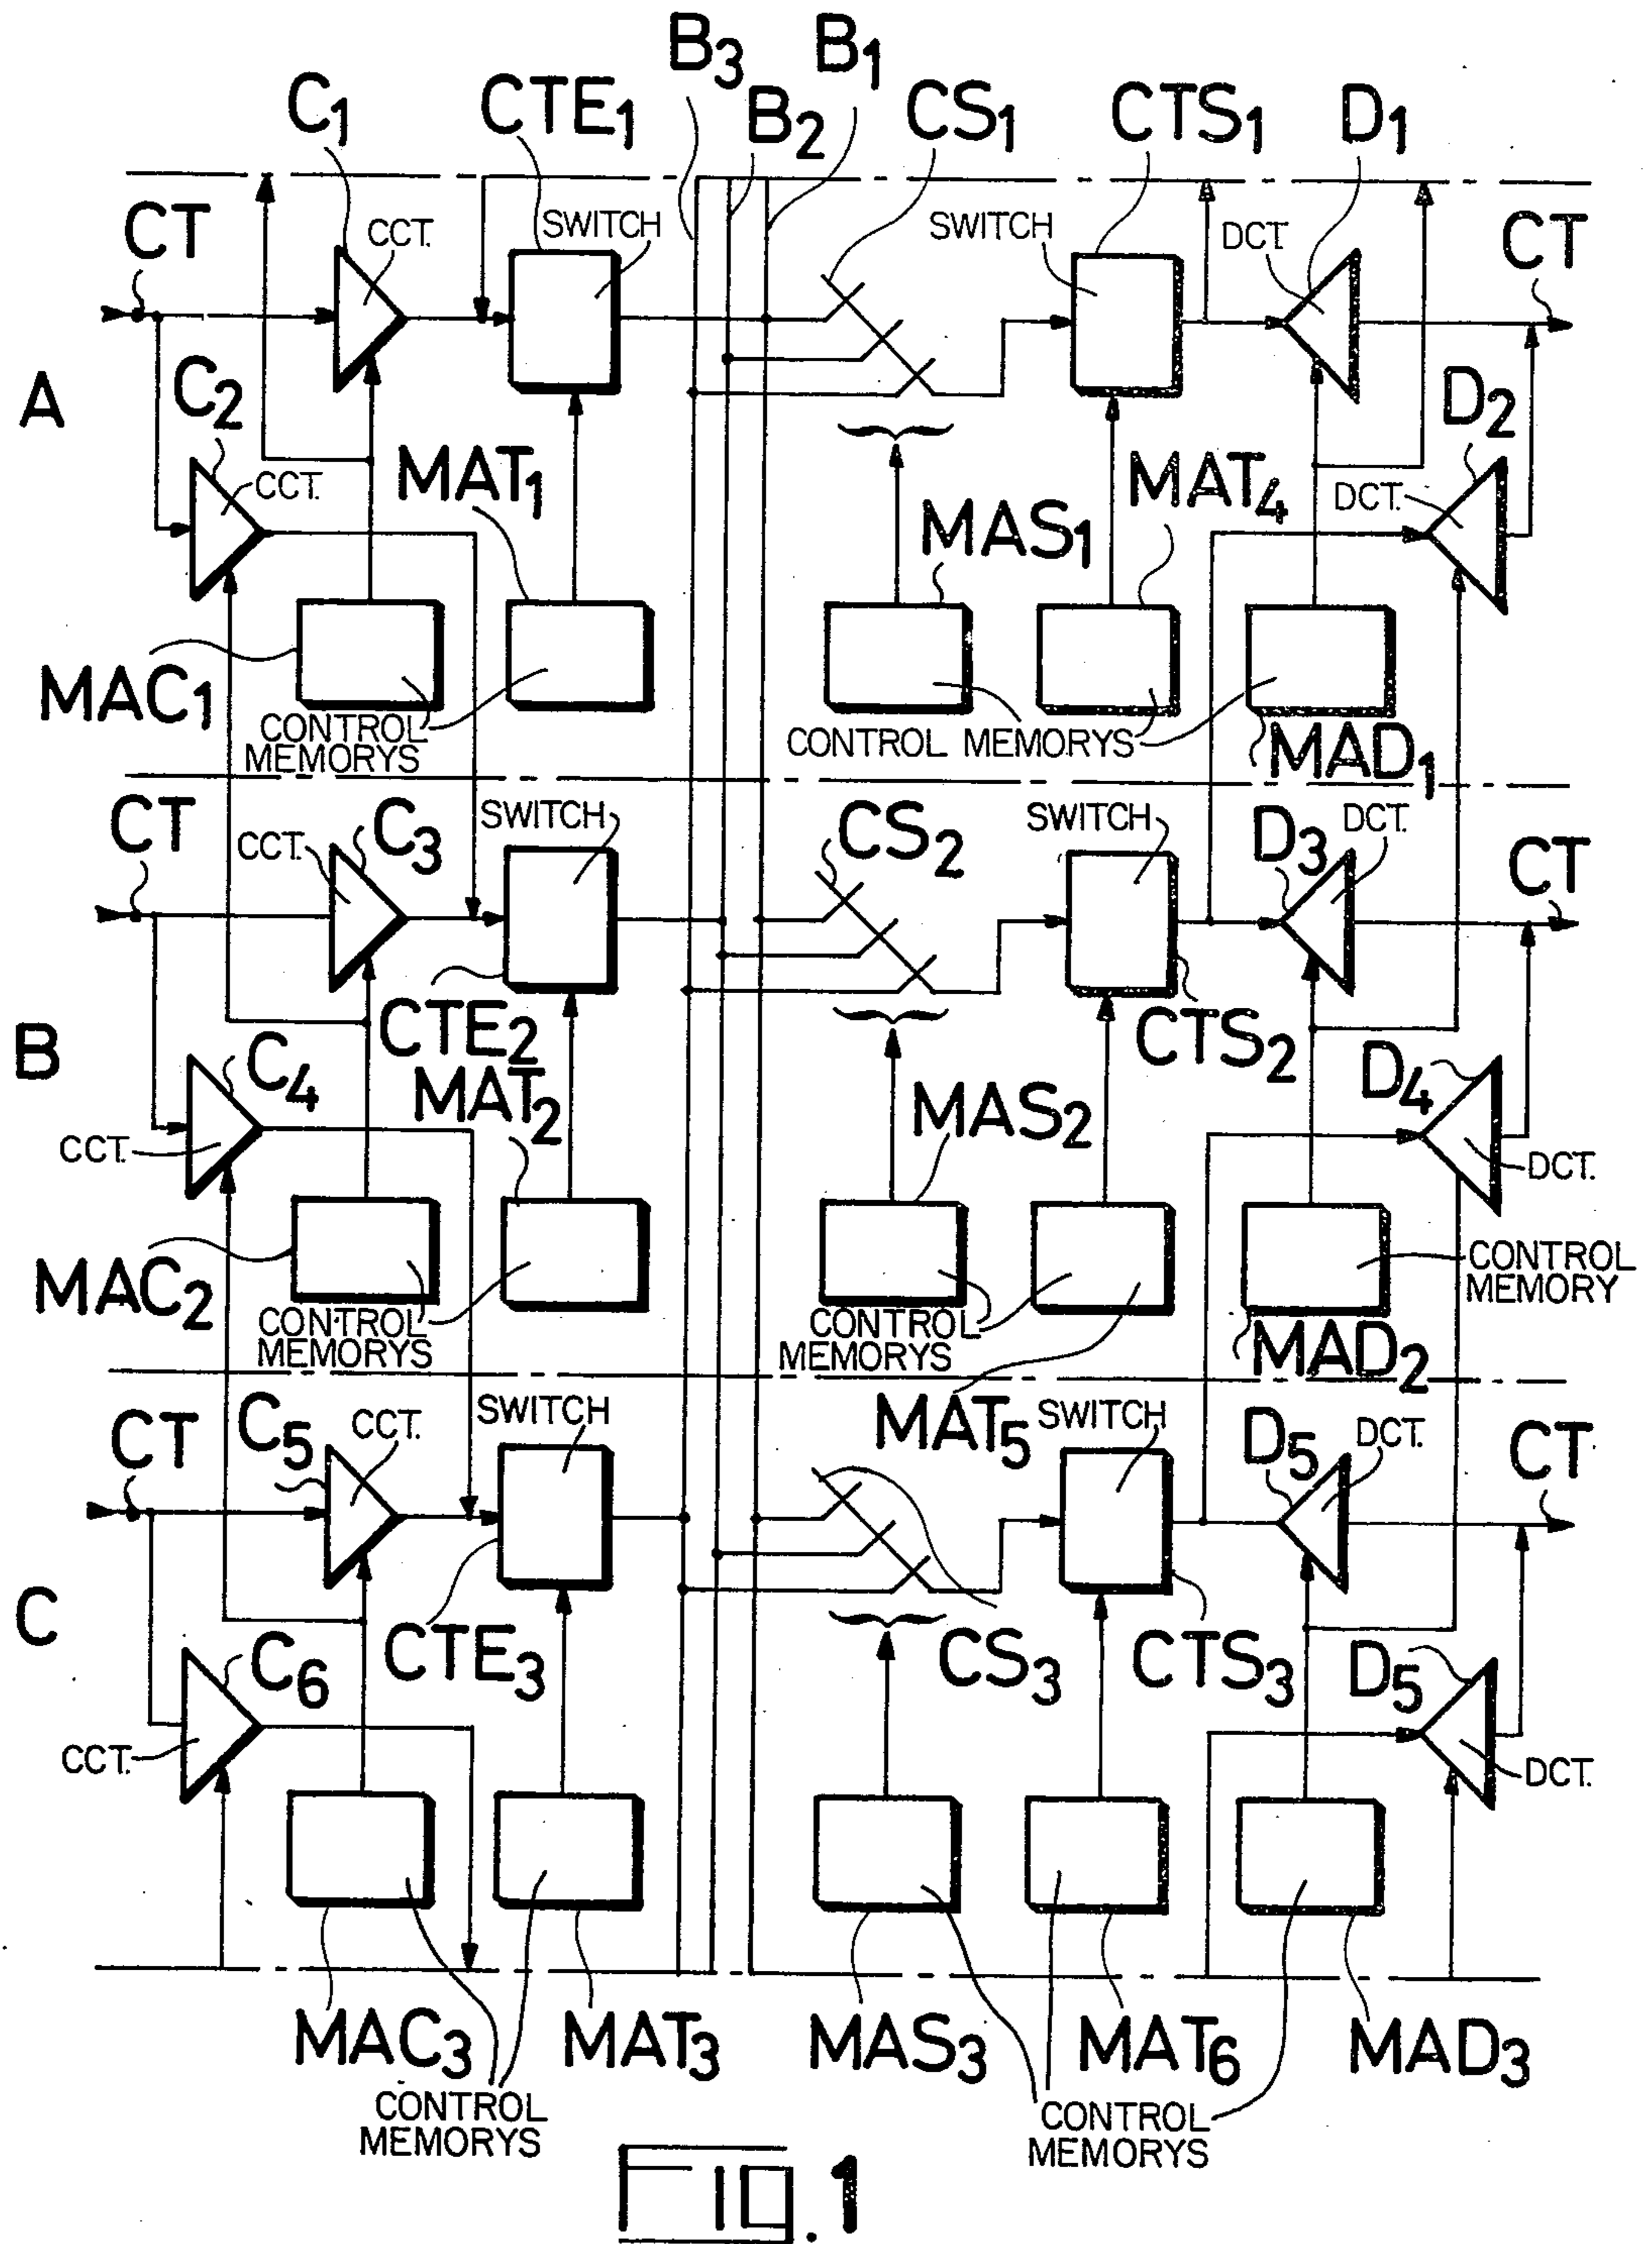 B3
B1
C1
CTE1
B2
CS1
CTS1
D1
CT
CCT.
SWITCH
SWITCH
DCT
CT
A
C2
CCT.
MAT1
MAS1
MAT4
DCT.
D2
MAC1
CONTROL
MEMORYS
CONTROL MEMORYS
MAD1
CT
CCT.
C3
SWITCH
CS2
SWITCH
D3
DCT.
CT
B
CTE2
CTS2
C4
MAT2
MAS2
D4
CCT.
DCT.
MAC2
CONTROL
MEMORYS
CONTROL
MEMORYS
CONTROL
MEMORY
MAD2
CT
C5
CCT.
SWITCH
MAT5
SWITCH
D5
DCT.
CT
C
C6
CTE3
CS3
CTS3
D5
CCT.
DCT.
MAC3
MAT3
MAS3
MAT6
MAD3
CONTROL
MEMORYS
CONTROL
MEMORYS
Fig.1